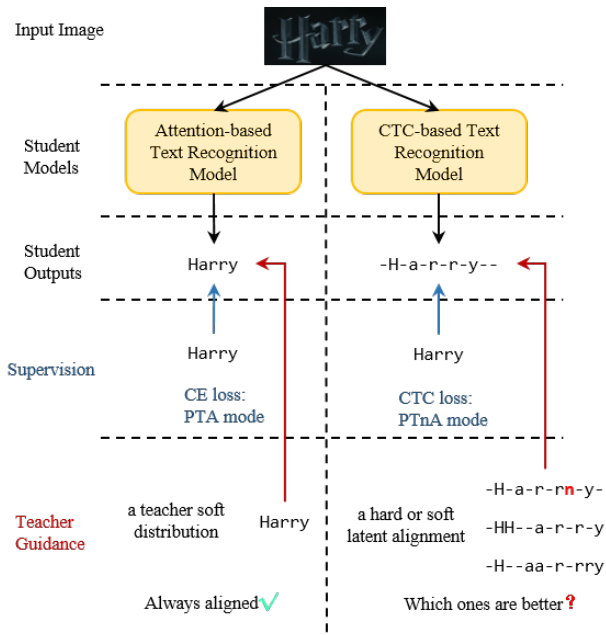 Input Image
Harry
Student
Models
Attention-based
Text Recognition
Model
CTC-based Text
Recognition
Model
Student
Outputs
Harry
-H-a-r-r-y--
Supervision
Harry
CE loss:
PTA mode
Harry
CTC loss:
PTnA mode
Teacher
Guidance
a teacher soft
distribution
Harry
a hard or soft
latent alignment
-H-a-r-rn-y-
-HH--a-r-r-y
-H--aa-r-rry
Always aligned✓
Which ones are better?